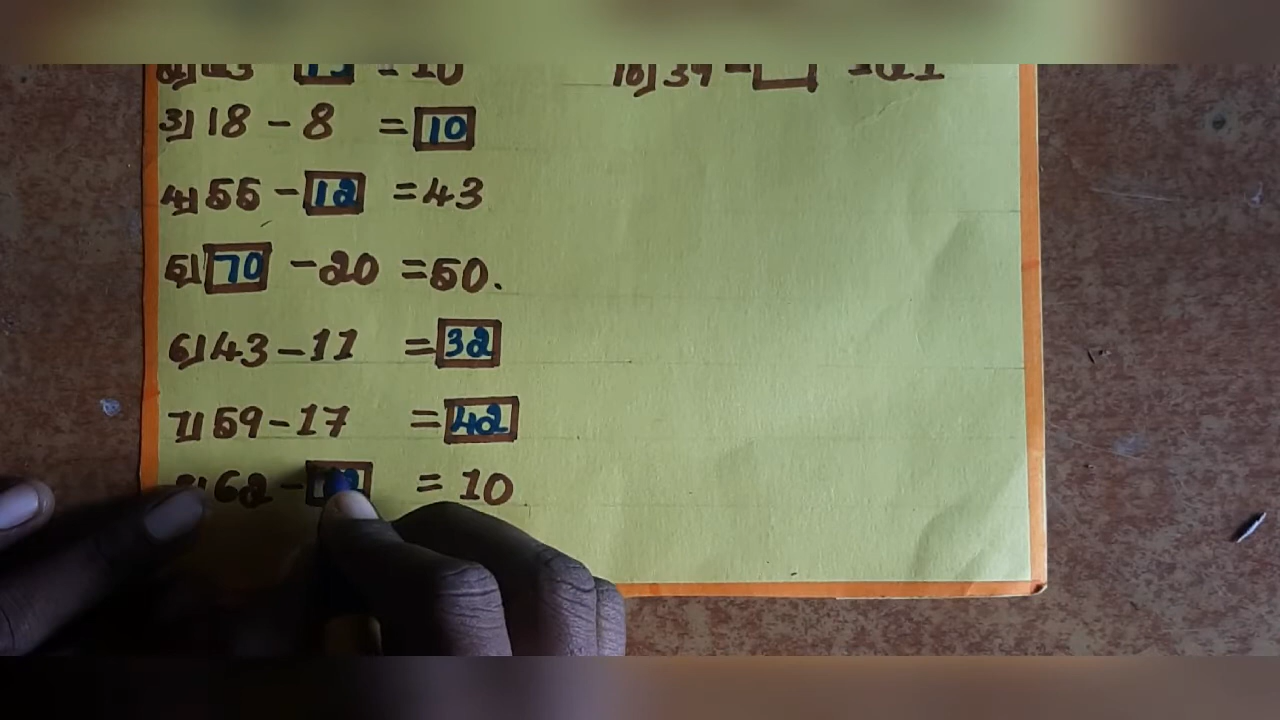 3) 18 - 8 = 10
4) 55 - 12 = 43
5) 70 - 20 = 50.
6) 43 - 11 = 32
7) 59 - 17 = 42
62 - = 10